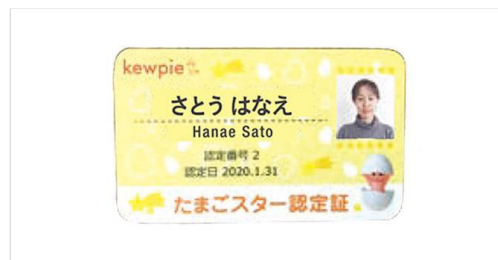 kewpie
さとう はなえ
Hanae Sato
認定番号 2
認定日 2020.1.31
たまごスター認定証